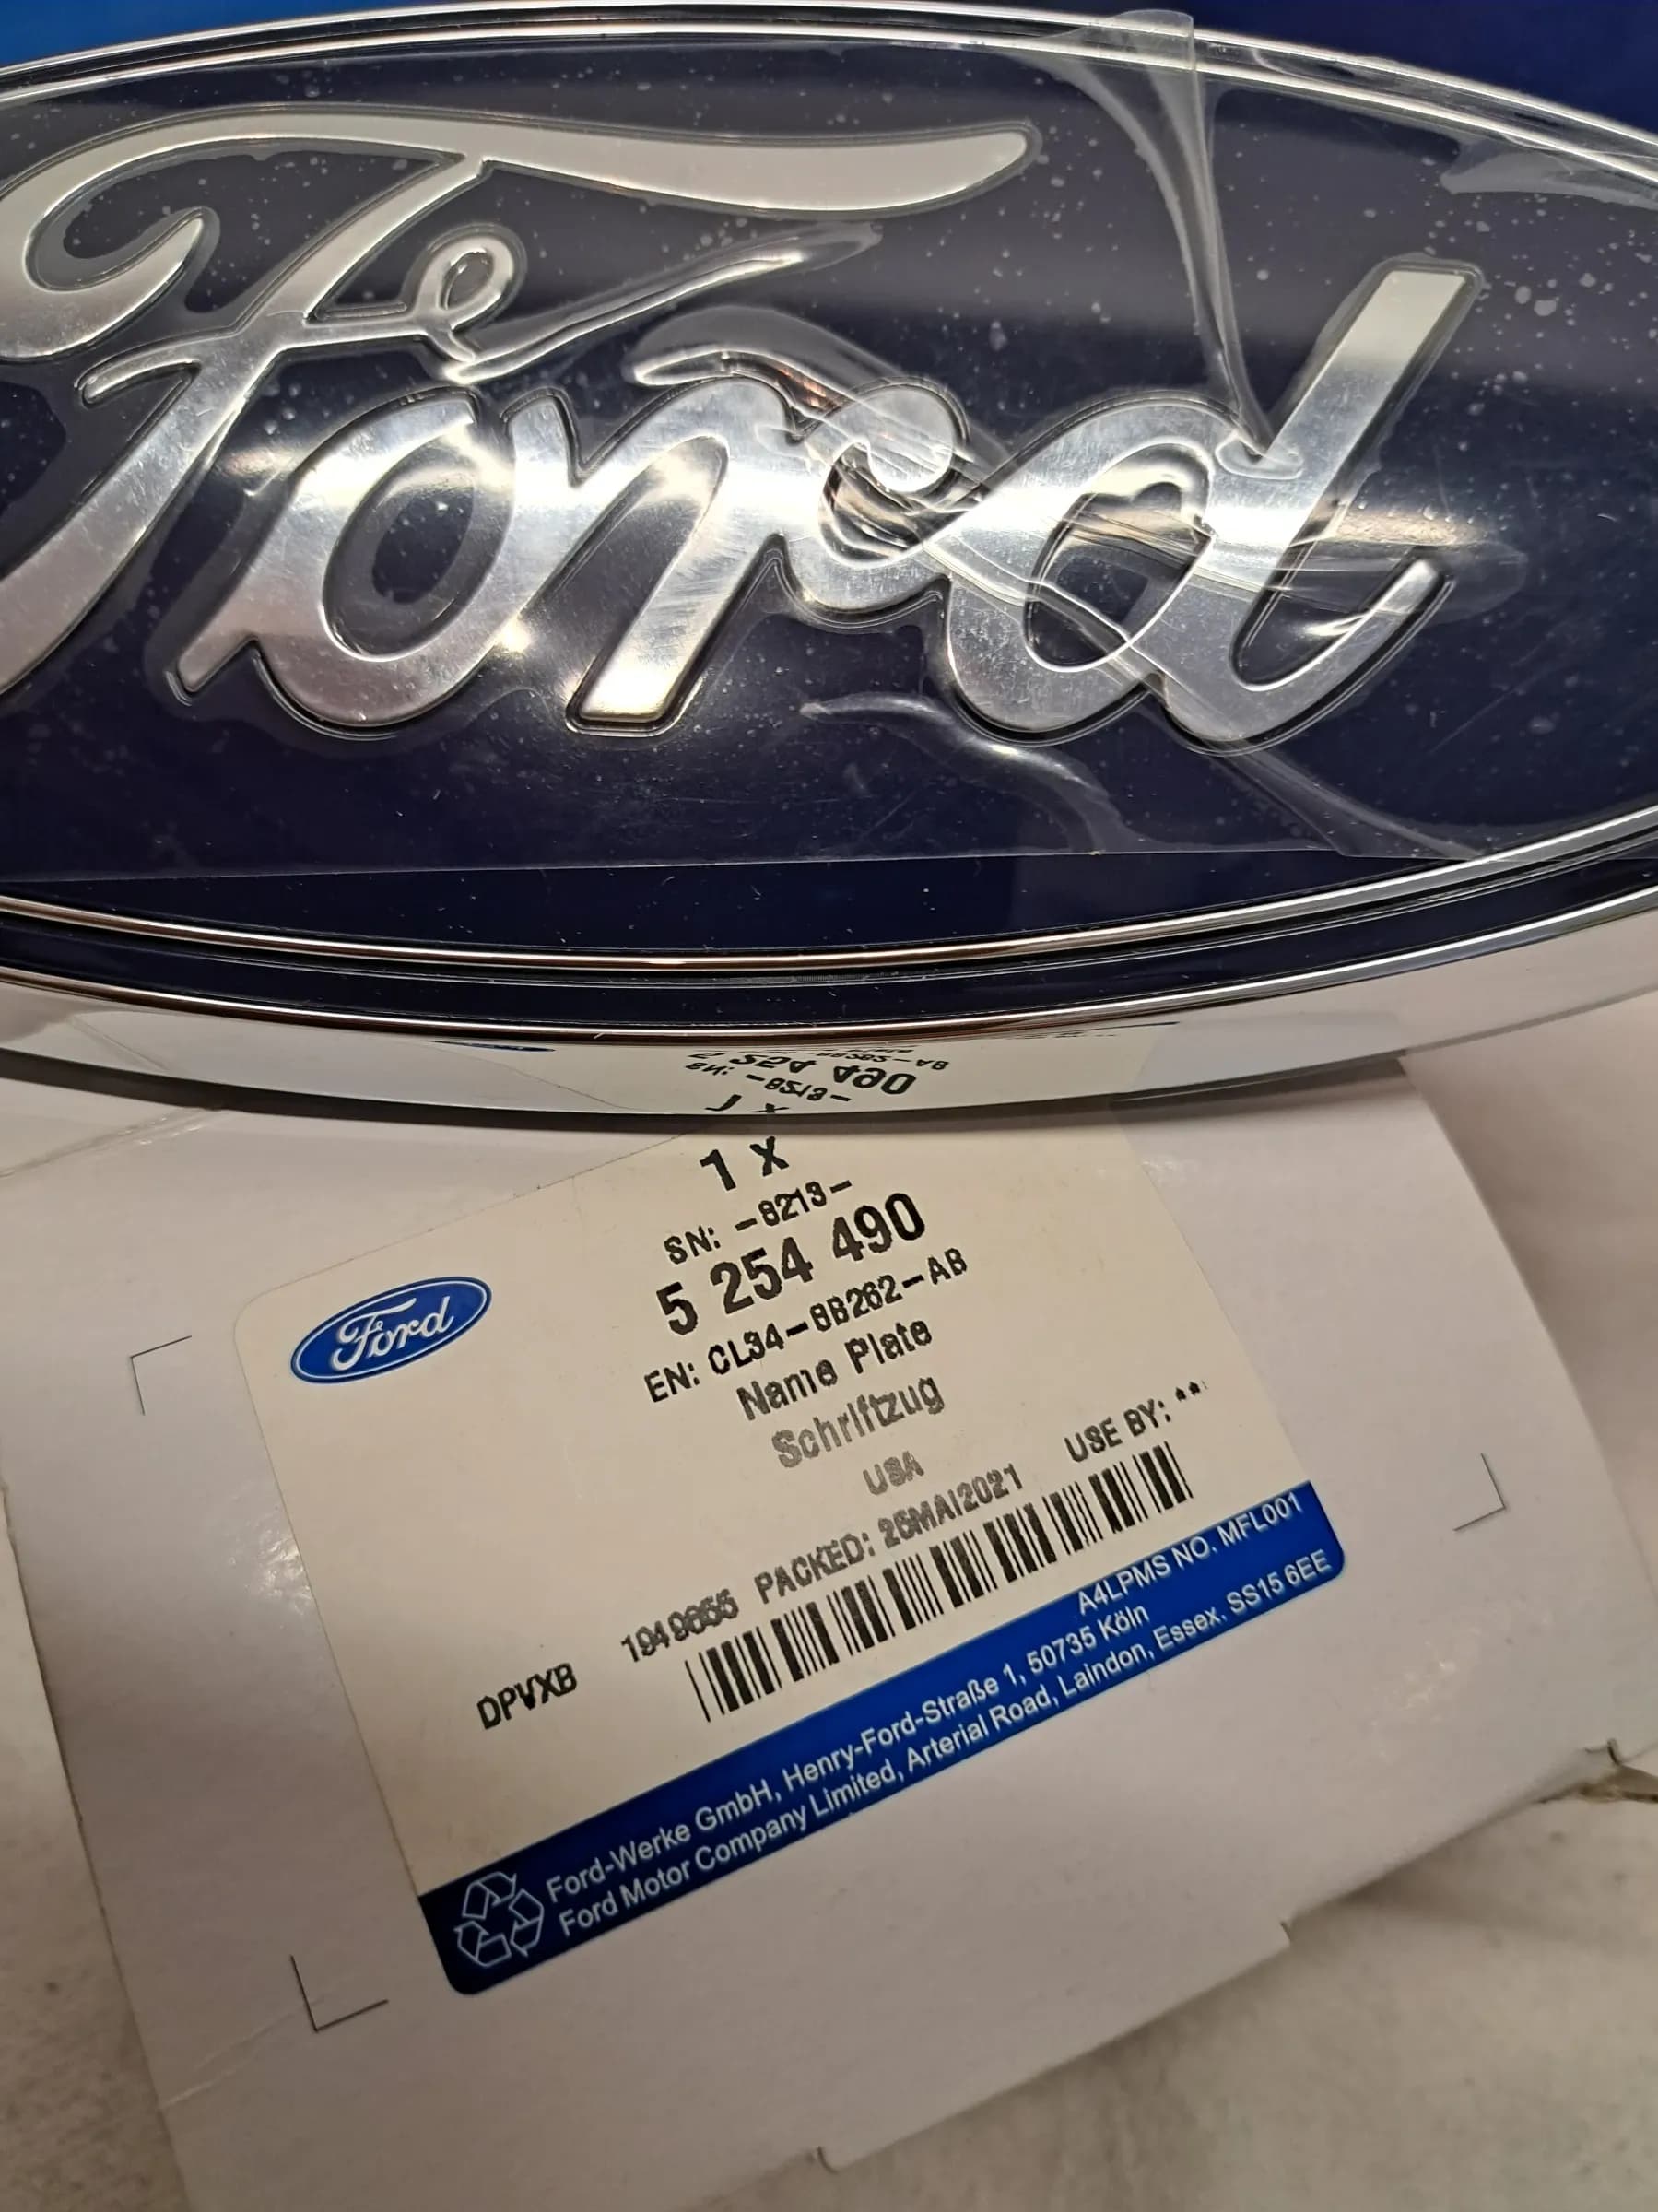 Ford
1 X
SN: -8213-
5 254 490
EN: CL34-8B262-AB
Name Plate
Schriftzug
USA
Ford
1949655 PACKED: 26MAI2021 USE BY: **
DPVXB
A4LPMS NO. MFL001
Ford-Werke GmbH, Henry-Ford-Straße 1, 50735 Köln
Ford Motor Company Limited, Arterial Road, Laindon, Essex. SS15 6EE